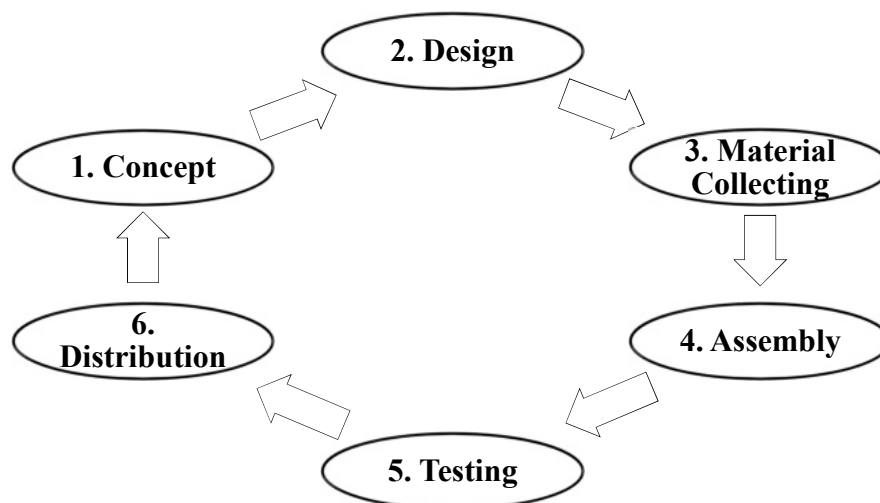 1. Concept
2. Design
3. Material
Collecting
4. Assembly
5. Testing
6.
Distribution